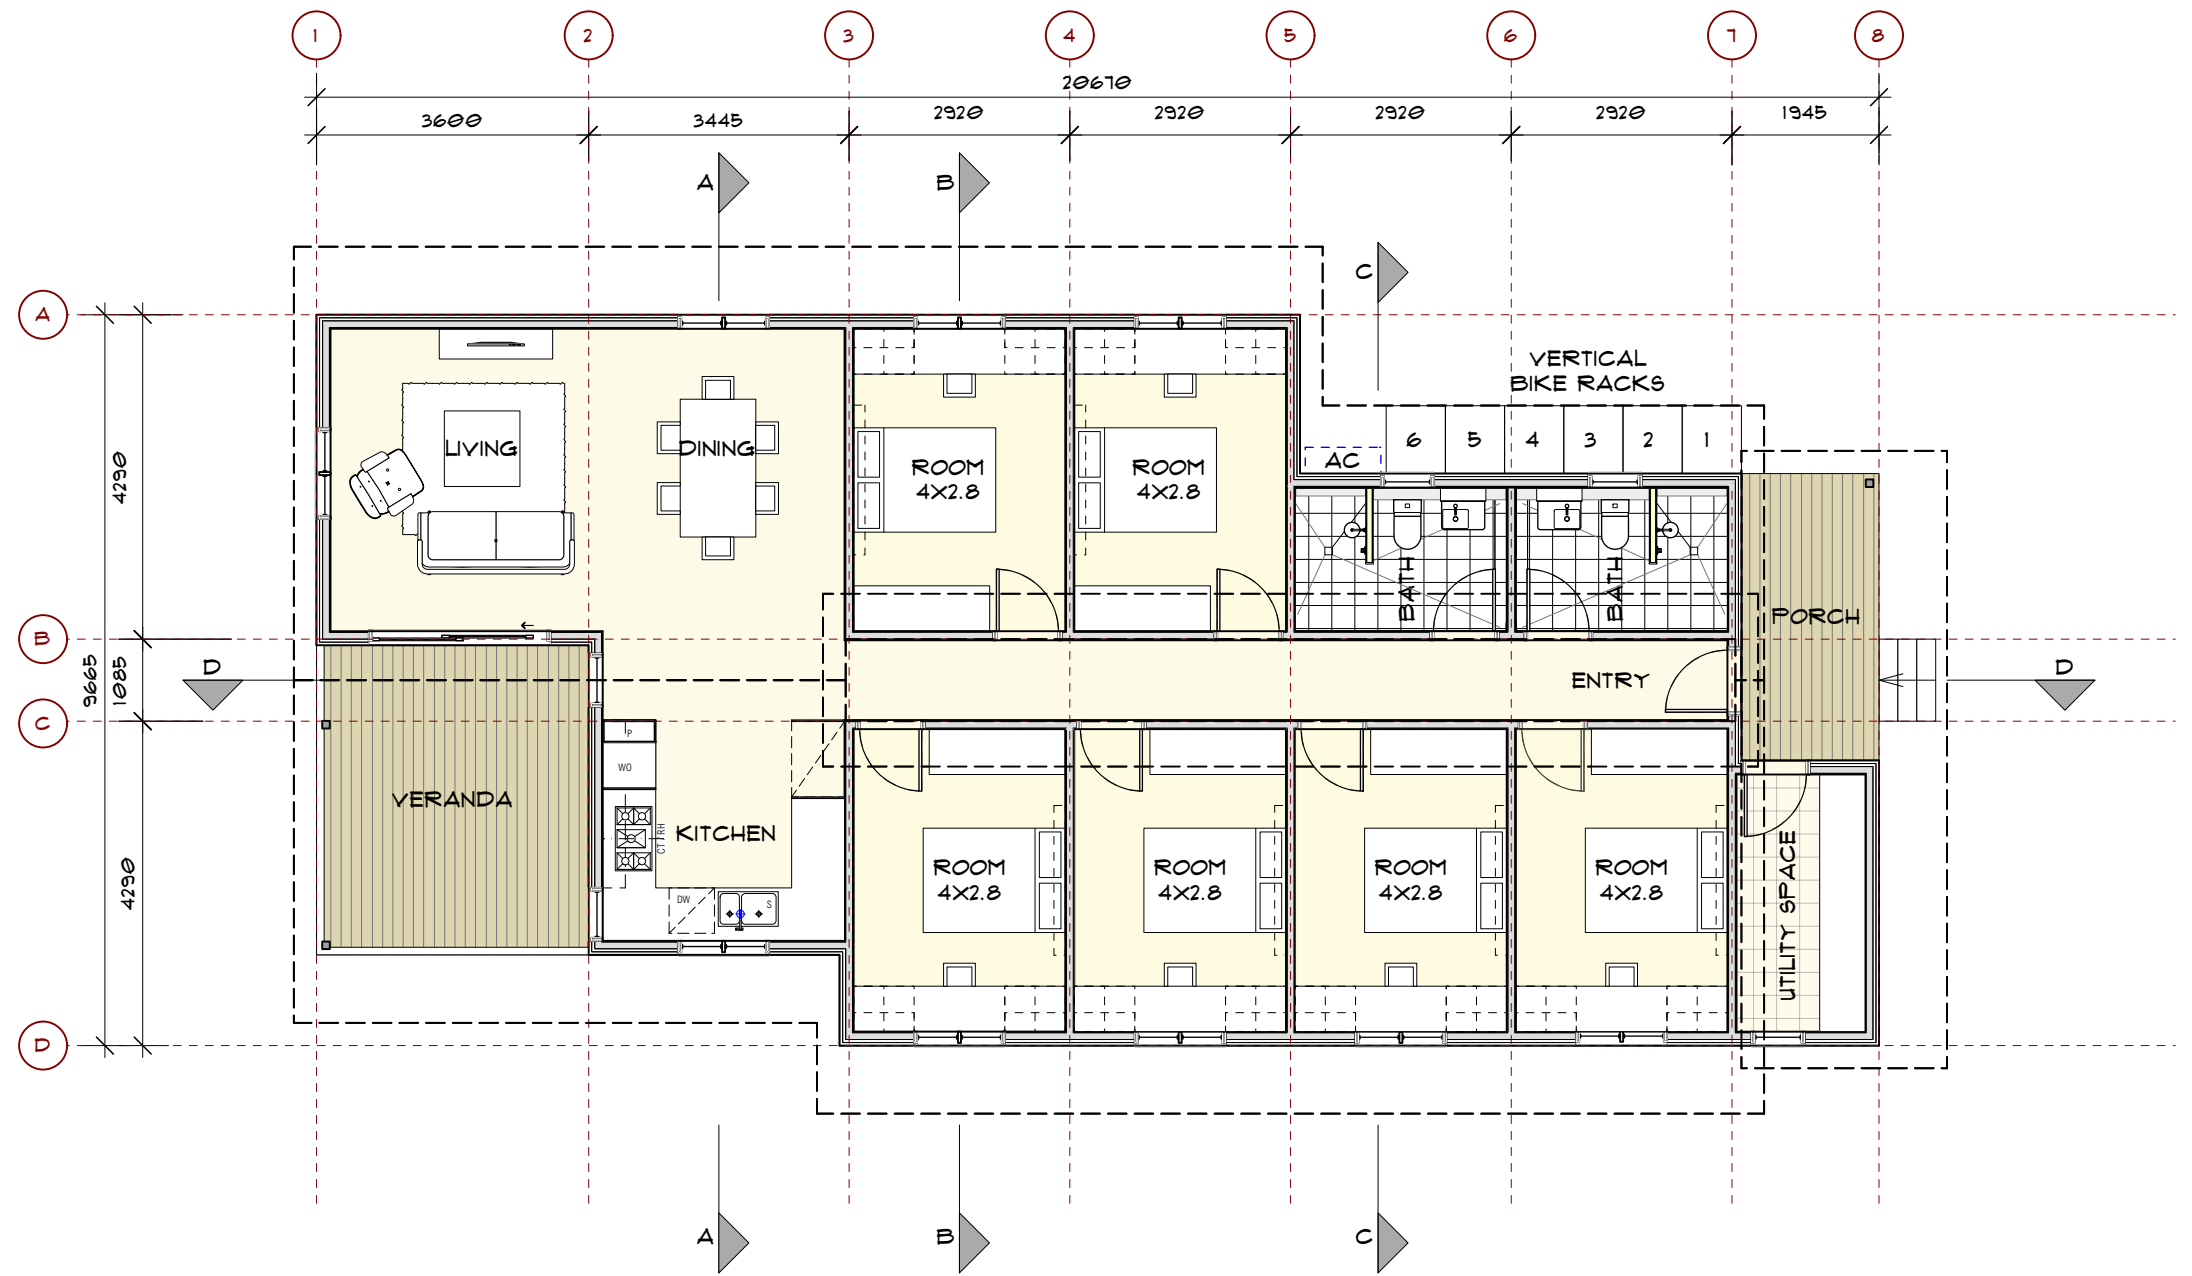 1 2 3 4 5 6 7 8
20670
3600 3445 2920 2920 2920 2920 1945
A B
C
A
VERTICAL
BIKE RACKS
6 5 4 3 2 1
AC
LIVING DINING
ROOM
4X2.8
ROOM
4X2.8
4290
BATH BATH
PORCH
B
D ENTRY D
9665
1085
C
IP
WO
VERANDA
CT / RH
KITCHEN
ROOM
4X2.8
ROOM
4X2.8
ROOM
4X2.8
ROOM
4X2.8
UTILITY SPACE
4290
DW S
D
A B C